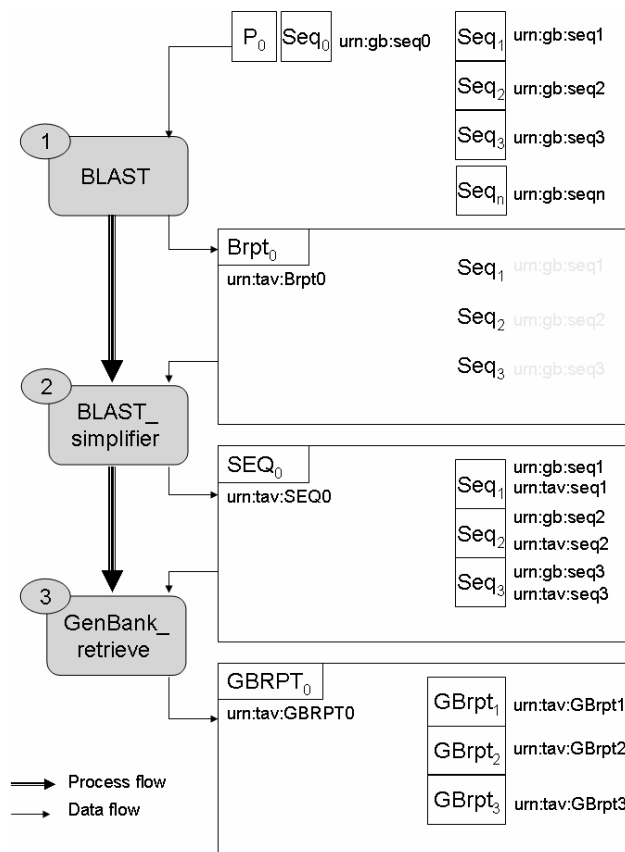 P₀ Seq₀ urn:gb:seq0
Seq₁ urn:gb:seq1
Seq₂ urn:gb:seq2
Seq₃ urn:gb:seq3
Seqₙ urn:gb:seqn
1
BLAST
Brpt₀
urn:tav:Brpt0
Seq₁ urn:gb:seq1
Seq₂ urn:gb:seq2
Seq₃ urn:gb:seq3
2
BLAST_
simplifier
SEQ₀
urn:tav:SEQ0
Seq₁ urn:gb:seq1
urn:tav:seq1
Seq₂ urn:gb:seq2
urn:tav:seq2
Seq₃ urn:gb:seq3
urn:tav:seq3
3
GenBank_
retrieve
GBRPT₀
urn:tav:GBRPT0
GBrpt₁ urn:tav:GBrpt1
GBrpt₂ urn:tav:GBrpt2
GBrpt₃ urn:tav:GBrpt3
Process flow
Data flow